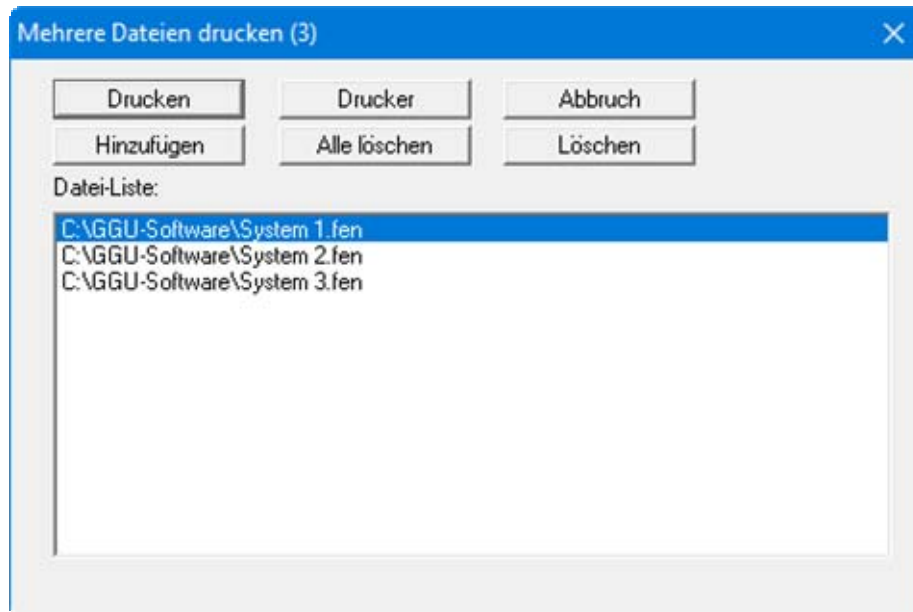 Mehrere Dateien drucken (3)
Drucken Drucker Abbruch
Hinzufügen Alle löschen Löschen
Datei-Liste:
C:\GGU-Software\System 1.fen
C:\GGU-Software\System 2.fen
C:\GGU-Software\System 3.fen